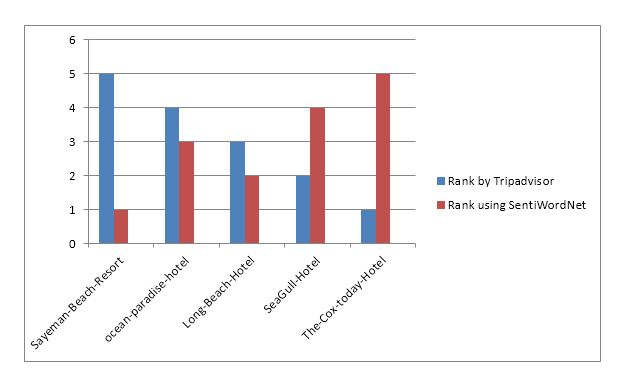 6
5
4
3
2
1
0
Sayeman-Beach-Resort
ocean-paradise-hotel
Long-Beach-Hotel
SeaGull-Hotel
The-Cox-today-Hotel
Rank by Tripadvisor
Rank using SentiWordNet